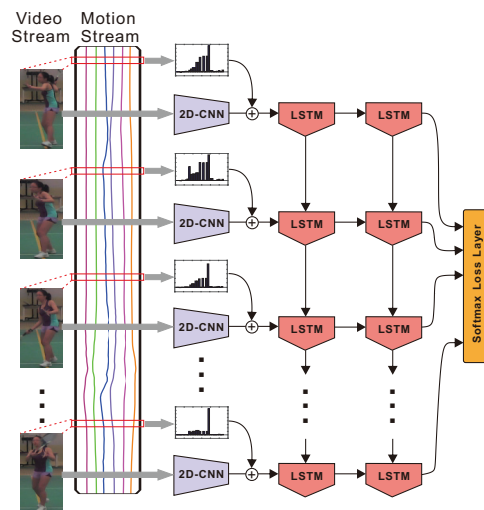 Video
Stream
Motion
Stream
2D-CNN
LSTM
LSTM
2D-CNN
LSTM
LSTM
2D-CNN
LSTM
LSTM
2D-CNN
LSTM
LSTM
Softmax Loss Layer